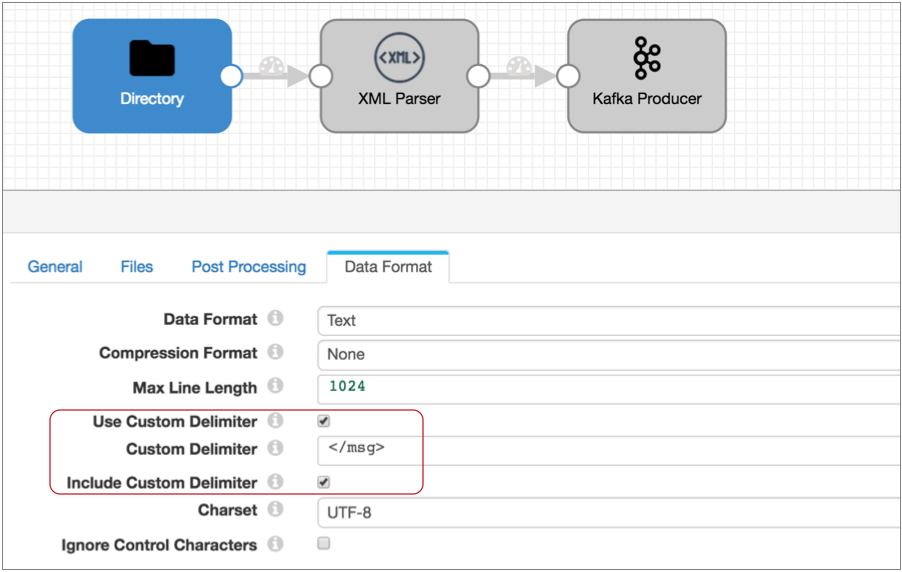 <XML>
Directory
XML Parser
Kafka Producer
General Files Post Processing Data Format
Data Format Text
Compression Format None
Max Line Length 1024
Use Custom Delimiter
Custom Delimiter </msg>
Include Custom Delimiter
Charset UTF-8
Ignore Control Characters